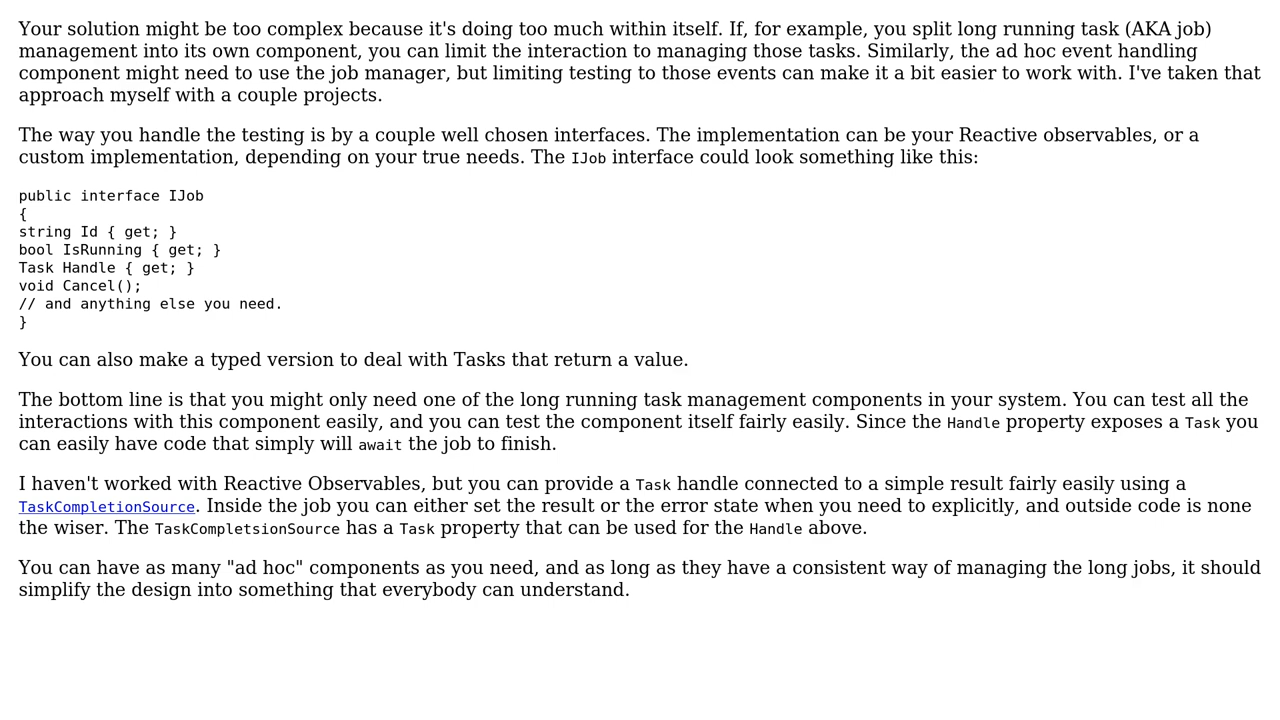 Your solution might be too complex because it's doing too much within itself. If, for example, you split long running task (AKA job)
management into its own component, you can limit the interaction to managing those tasks. Similarly, the ad hoc event handling
component might need to use the job manager, but limiting testing to those events can make it a bit easier to work with. I've taken that
approach myself with a couple projects.
The way you handle the testing is by a couple well chosen interfaces. The implementation can be your Reactive observables, or a
custom implementation, depending on your true needs. The IJob interface could look something like this:
public interface IJob
{
string Id { get; }
bool IsRunning { get; }
Task Handle { get; }
void Cancel();
// and anything else you need.
}
You can also make a typed version to deal with Tasks that return a value.
The bottom line is that you might only need one of the long running task management components in your system. You can test all the
interactions with this component easily, and you can test the component itself fairly easily. Since the Handle property exposes a Task you
can easily have code that simply will await the job to finish.
I haven't worked with Reactive Observables, but you can provide a Task handle connected to a simple result fairly easily using a
TaskCompletionSource. Inside the job you can either set the result or the error state when you need to explicitly, and outside code is none
the wiser. The TaskCompletsionSource has a Task property that can be used for the Handle above.
You can have as many "ad hoc" components as you need, and as long as they have a consistent way of managing the long jobs, it should
simplify the design into something that everybody can understand.